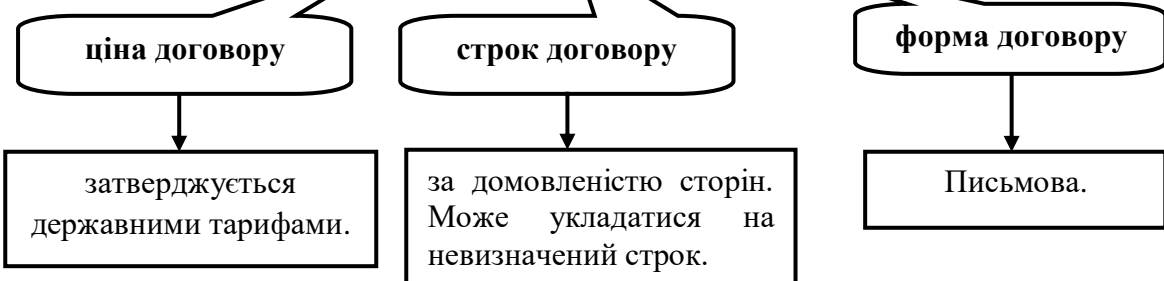 ціна договору
строк договору
форма договору
затверджується
державними тарифами.
за домовленістю сторін.
Може укладатися на
невизначений строк.
Письмова.